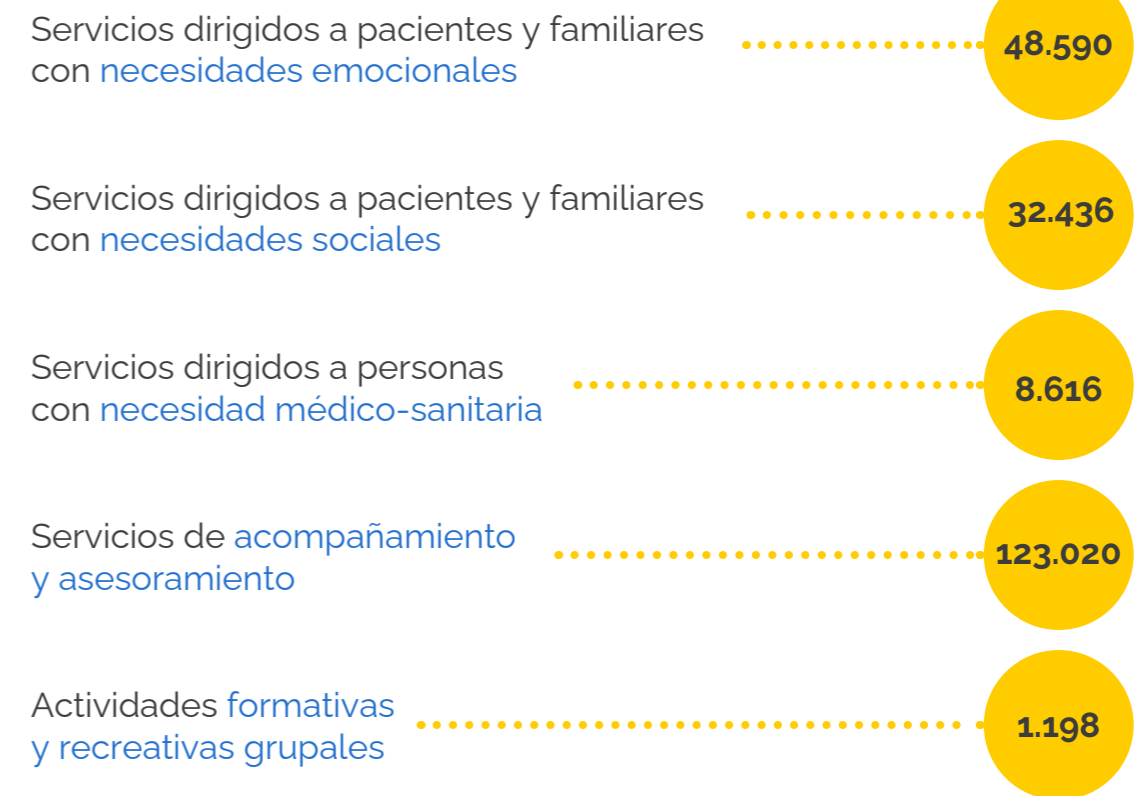 Servicios dirigidos a pacientes y familiares
con necesidades emocionales
48.590
Servicios dirigidos a pacientes y familiares
con necesidades sociales
32.436
Servicios dirigidos a personas
con necesidad médico-sanitaria
8.616
Servicios de acompañamiento
y asesoramiento
123.020
Actividades formativas
y recreativas grupales
1.198